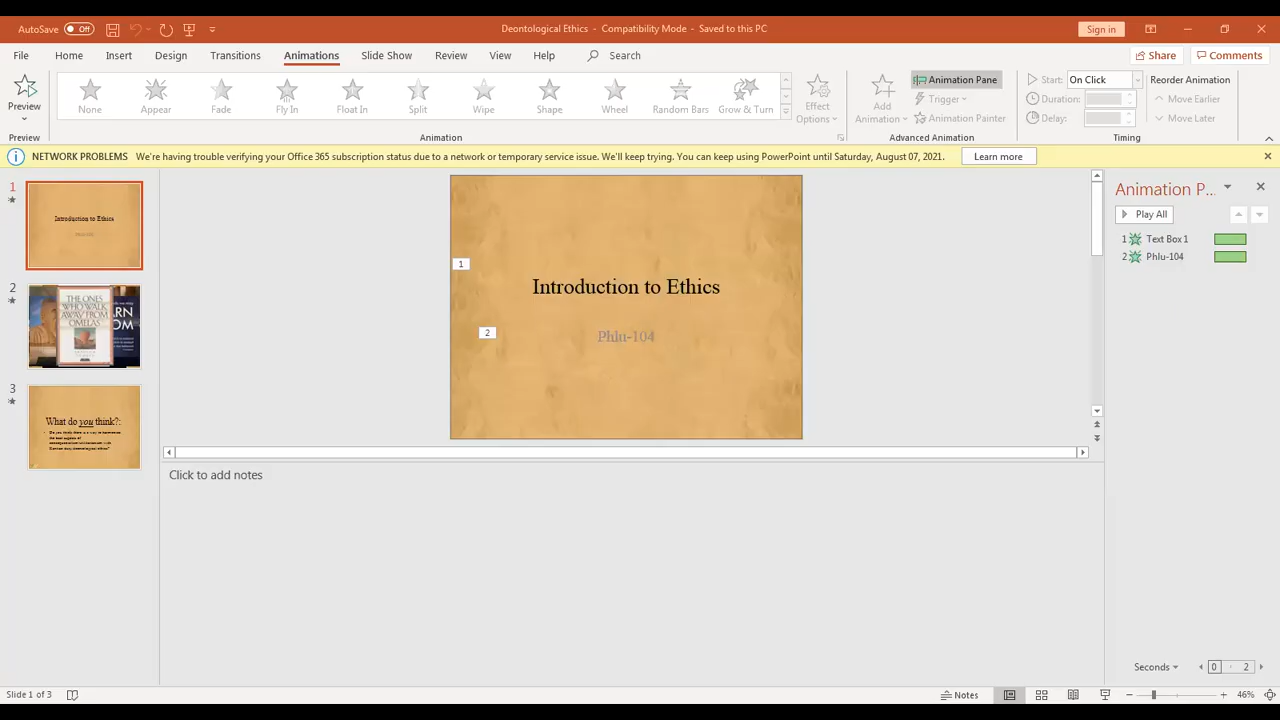 AutoSave Off
Deontological Ethics - Compatibility Mode - Saved to this PC
Sign in
File Home Insert Design Transitions Animations Slide Show Review View Help Search
Share Comments
Preview
None Appear Fade Fly In Float In Split Wipe Shape Wheel Random Bars Grow & Turn
Effect Options
Add Animation
Animation Pane
Trigger
Animation Painter
Start: On Click
Duration:
Delay:
Reorder Animation
Move Earlier
Move Later
Preview Animation Advanced Animation Timing
NETWORK PROBLEMS We're having trouble verifying your Office 365 subscription status due to a network or temporary service issue. We'll keep trying. You can keep using PowerPoint until Saturday, August 07, 2021. Learn more
1
Introduction to Ethics
2
THE ONES
WHO WALK
AWAY FROM
OMELAS
3
What do you think?:
1
Introduction to Ethics
2
Phlu-104
Click to add notes
Animation P...
Play All
1 Text Box 1
2 Phlu-104
Seconds 0 2
Slide 1 of 3
Notes
46%